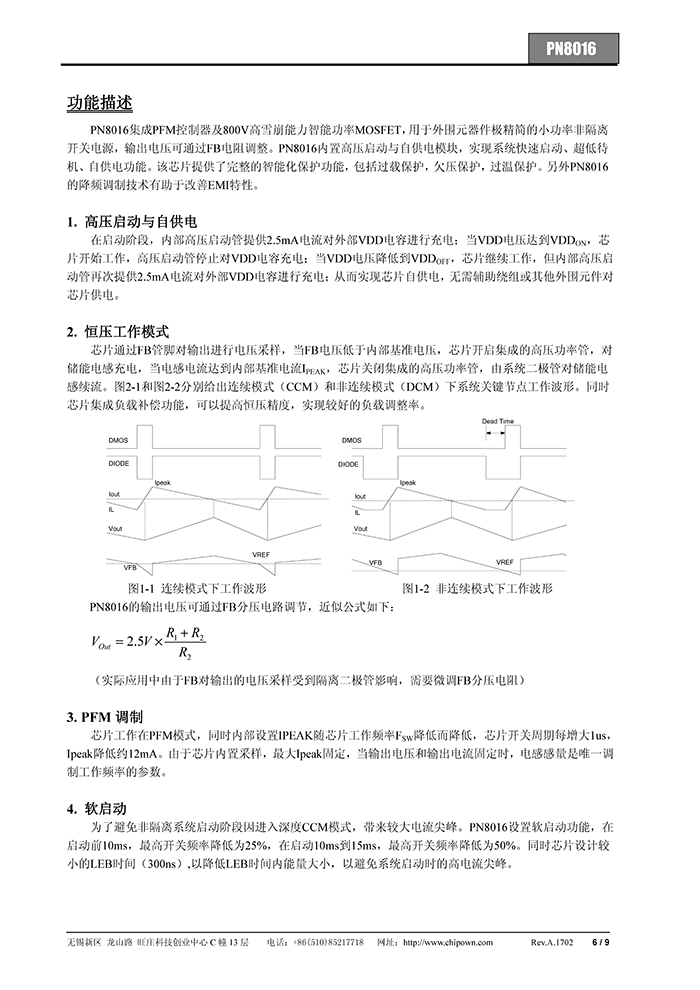 PN8016
功能描述
PN8016集成PFM控制器及800V高雪崩能力智能功率MOSFET，用于外围元器件极精简的小功率非隔离
开关电源，输出电压可通过FB电阻调整。PN8016内置高压启动与自供电模块，实现系统快速启动、超低待
机、自供电功能。该芯片提供了完整的智能化保护功能，包括过载保护，欠压保护，过温保护。另外PN8016
的降频调制技术有助于改善EMI特性。
1. 高压启动与自供电
在启动阶段，内部高压启动管提供2.5mA电流对外部VDD电容进行充电；当VDD电压达到VDDON，芯
片开始工作，高压启动管停止对VDD电容充电；当VDD电压降低到VDDOFF，芯片继续工作，但内部高压启
动管再次提供2.5mA电流对外部VDD电容进行充电；从而实现芯片自供电，无需辅助绕组或其他外围元件对
芯片供电。
2. 恒压工作模式
芯片通过FB管脚对输出进行电压采样，当FB电压低于内部基准电压，芯片开启集成的高压功率管，对
储能电感充电，当电感电流达到内部基准电流IPEAK，芯片关闭集成的高压功率管，由系统二极管对储能电
感续流。图2-1和图2-2分别给出连续模式（CCM）和非连续模式（DCM）下系统关键节点工作波形。同时
芯片集成负载补偿功能，可以提高恒压精度，实现较好的负载调整率。
DMOS
DIODE
Ipeak
Iout
IL
Vout
VREF
VFB
图1-1 连续模式下工作波形
Dead Time
DMOS
DIODE
Ipeak
Iout
IL
Vout
VREF
VFB
图1-2 非连续模式下工作波形
PN8016的输出电压可通过FB分压电路调节，近似公式如下：
VOut = 2.5V × (R1 + R2) / R2
（实际应用中由于FB对输出的电压采样受到隔离二极管影响，需要微调FB分压电阻）
3. PFM 调制
芯片工作在PFM模式，同时内部设置IPEAK随芯片工作频率FSW降低而降低，芯片开关周期每增大1us，
Ipeak降低约12mA。由于芯片内置采样，最大Ipeak固定，当输出电压和输出电流固定时，电感感量是唯一调
制工作频率的参数。
4. 软启动
为了避免非隔离系统启动阶段因进入深度CCM模式，带来较大电流尖峰。PN8016设置软启动功能，在
启动前10ms，最高开关频率降低为25%，在启动10ms到15ms，最高开关频率降低为50%。同时芯片设计较
小的LEB时间（300ns）,以降低LEB时间内能量大小，以避免系统启动时的高电流尖峰。
无锡新区 龙山路 旺庄科技创业中心 C 幢 13 层 电话：+86(510)85217718 网址：http://www.chipown.com Rev.A.1702 6 / 9